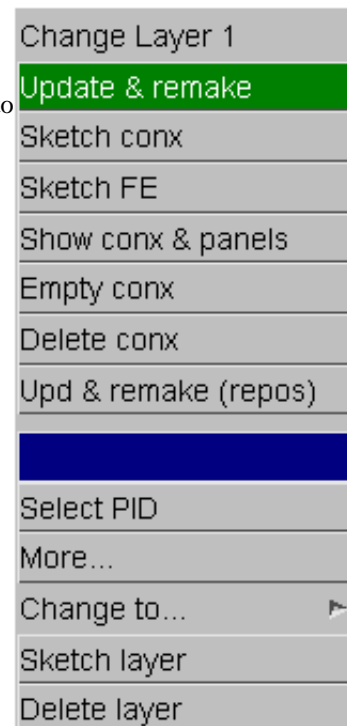 Change Layer 1
Update & remake
o
Sketch conx
Sketch FE
Show conx & panels
Empty conx
Delete conx
Upd & remake (repos)
Select PID
More...
Change to...
Sketch layer
Delete layer